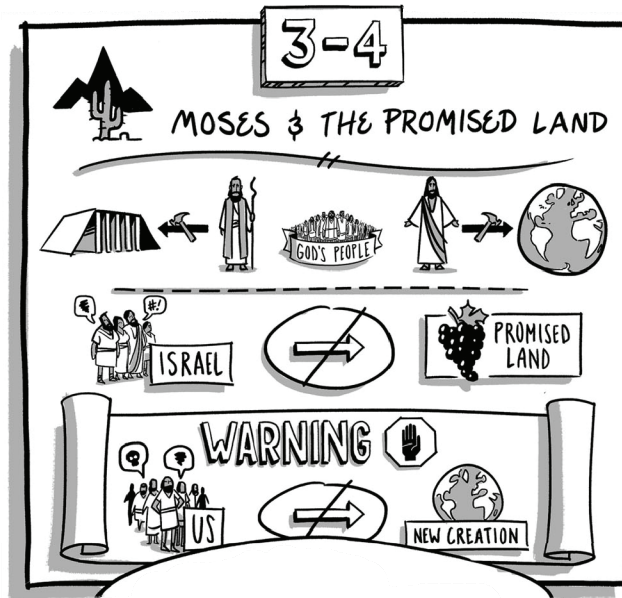 3-4
MOSES & THE PROMISED LAND
GOD'S PEOPLE
#!
ISRAEL
PROMISED
LAND
WARNING
US
NEW CREATION